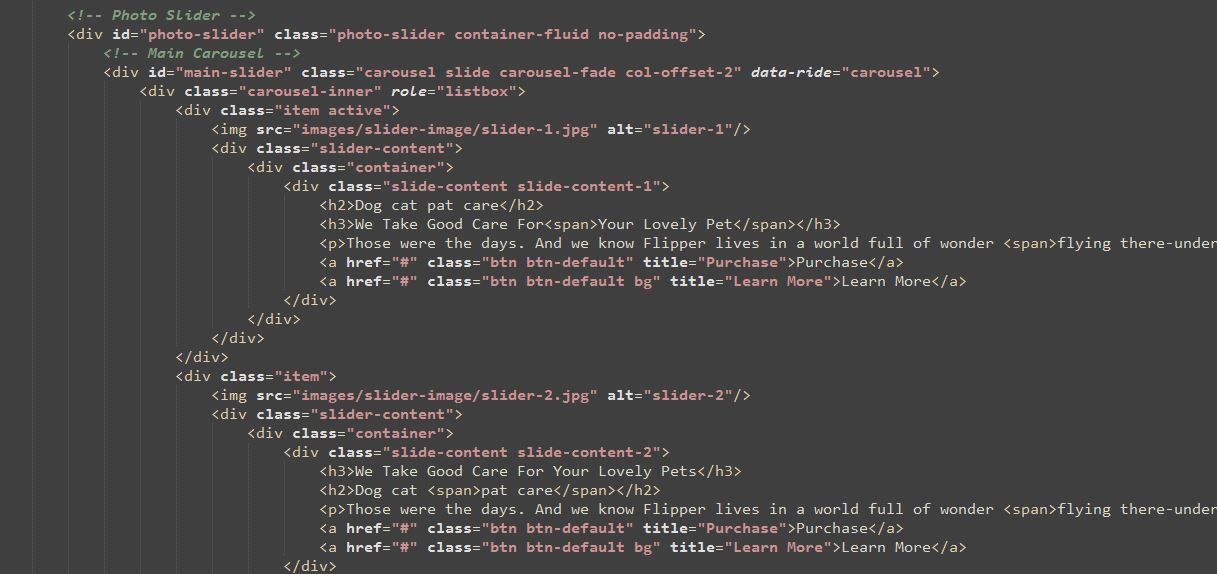 <!-- Photo Slider -->
<div id="photo-slider" class="photo-slider container-fluid no-padding">
<!-- Main Carousel -->
<div id="main-slider" class="carousel slide carousel-fade col-offset-2" data-ride="carousel">
<div class="carousel-inner" role="listbox">
<div class="item active">
<img src="images/slider-image/slider-1.jpg" alt="slider-1"/>
<div class="slider-content">
<div class="container">
<div class="slide-content slide-content-1">
<h2>Dog cat pat care</h2>
<h3>We Take Good Care For<span>Your Lovely Pet</span></h3>
<p>Those were the days. And we know Flipper lives in a world full of wonder <span>flying there-under
<a href="#" class="btn btn-default" title="Purchase">Purchase</a>
<a href="#" class="btn btn-default bg" title="Learn More">Learn More</a>
</div>
</div>
</div>
</div>
<div class="item">
<img src="images/slider-image/slider-2.jpg" alt="slider-2"/>
<div class="slider-content">
<div class="container">
<div class="slide-content slide-content-2">
<h3>We Take Good Care For Your Lovely Pets</h3>
<h2>Dog cat <span>pat care</span></h2>
<p>Those were the days. And we know Flipper lives in a world full of wonder <span>flying there-under
<a href="#" class="btn btn-default" title="Purchase">Purchase</a>
<a href="#" class="btn btn-default bg" title="Learn More">Learn More</a>
</div>